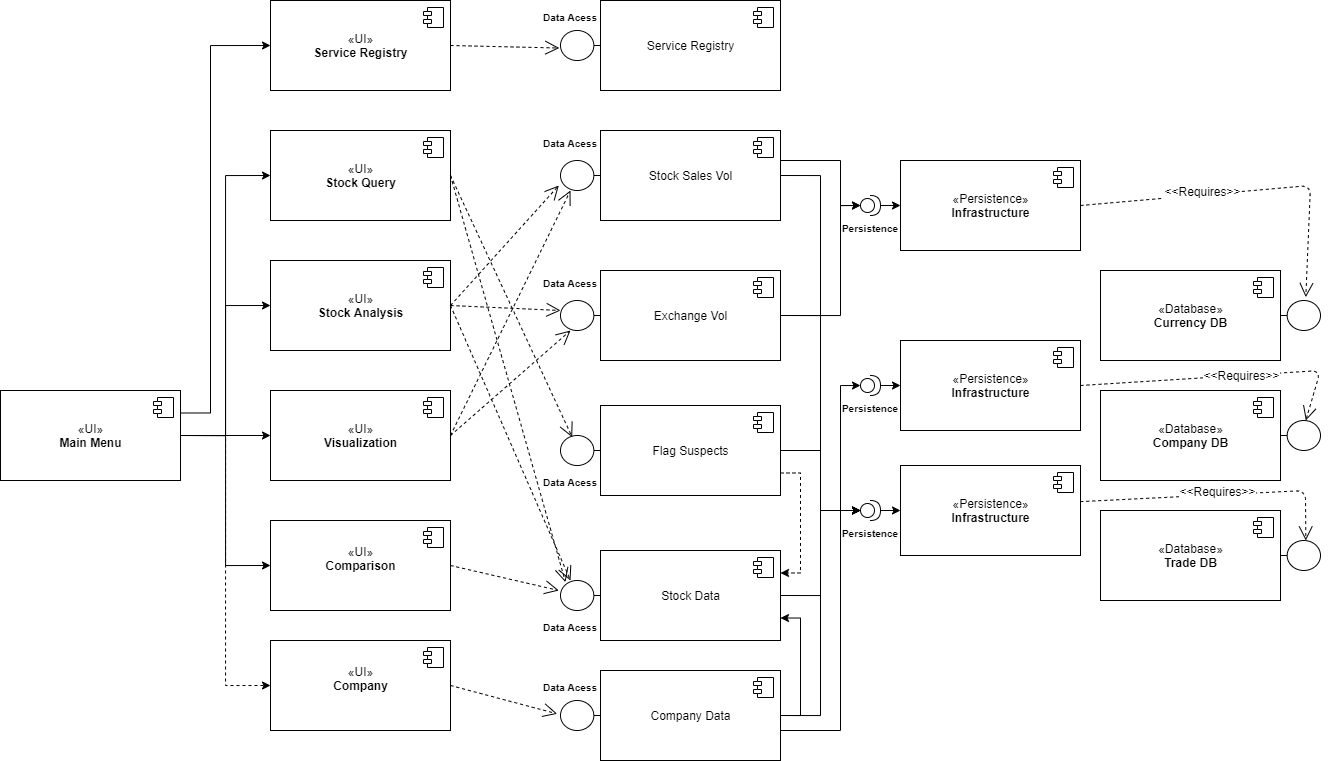 «UI»
Service Registry
Data Acess
Service Registry
«UI»
Stock Query
Data Acess
Stock Sales Vol
Persistence
«Persistence»
Infrastructure
<<Requires>>
«UI»
Stock Analysis
Data Acess
Exchange Vol
«Database»
Currency DB
«UI»
Main Menu
«UI»
Visualization
Data Acess
Flag Suspects
Persistence
«Persistence»
Infrastructure
<<Requires>>
«Database»
Company DB
Persistence
«Persistence»
Infrastructure
<<Requires>>
«Database»
Trade DB
«UI»
Comparison
Data Acess
Stock Data
«UI»
Company
Data Acess
Company Data